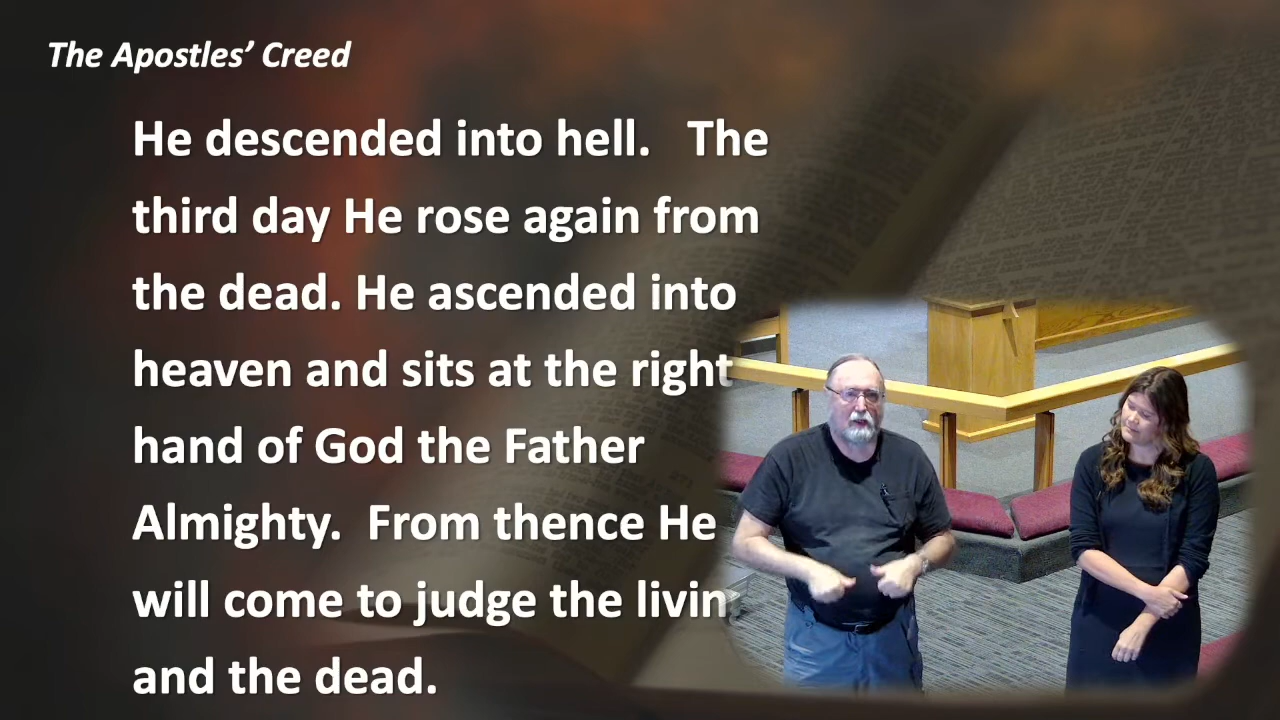 The Apostles’ Creed
He descended into hell. The
third day He rose again from
the dead. He ascended into
heaven and sits at the right
hand of God the Father
Almighty. From thence He
will come to judge the livin
and the dead.